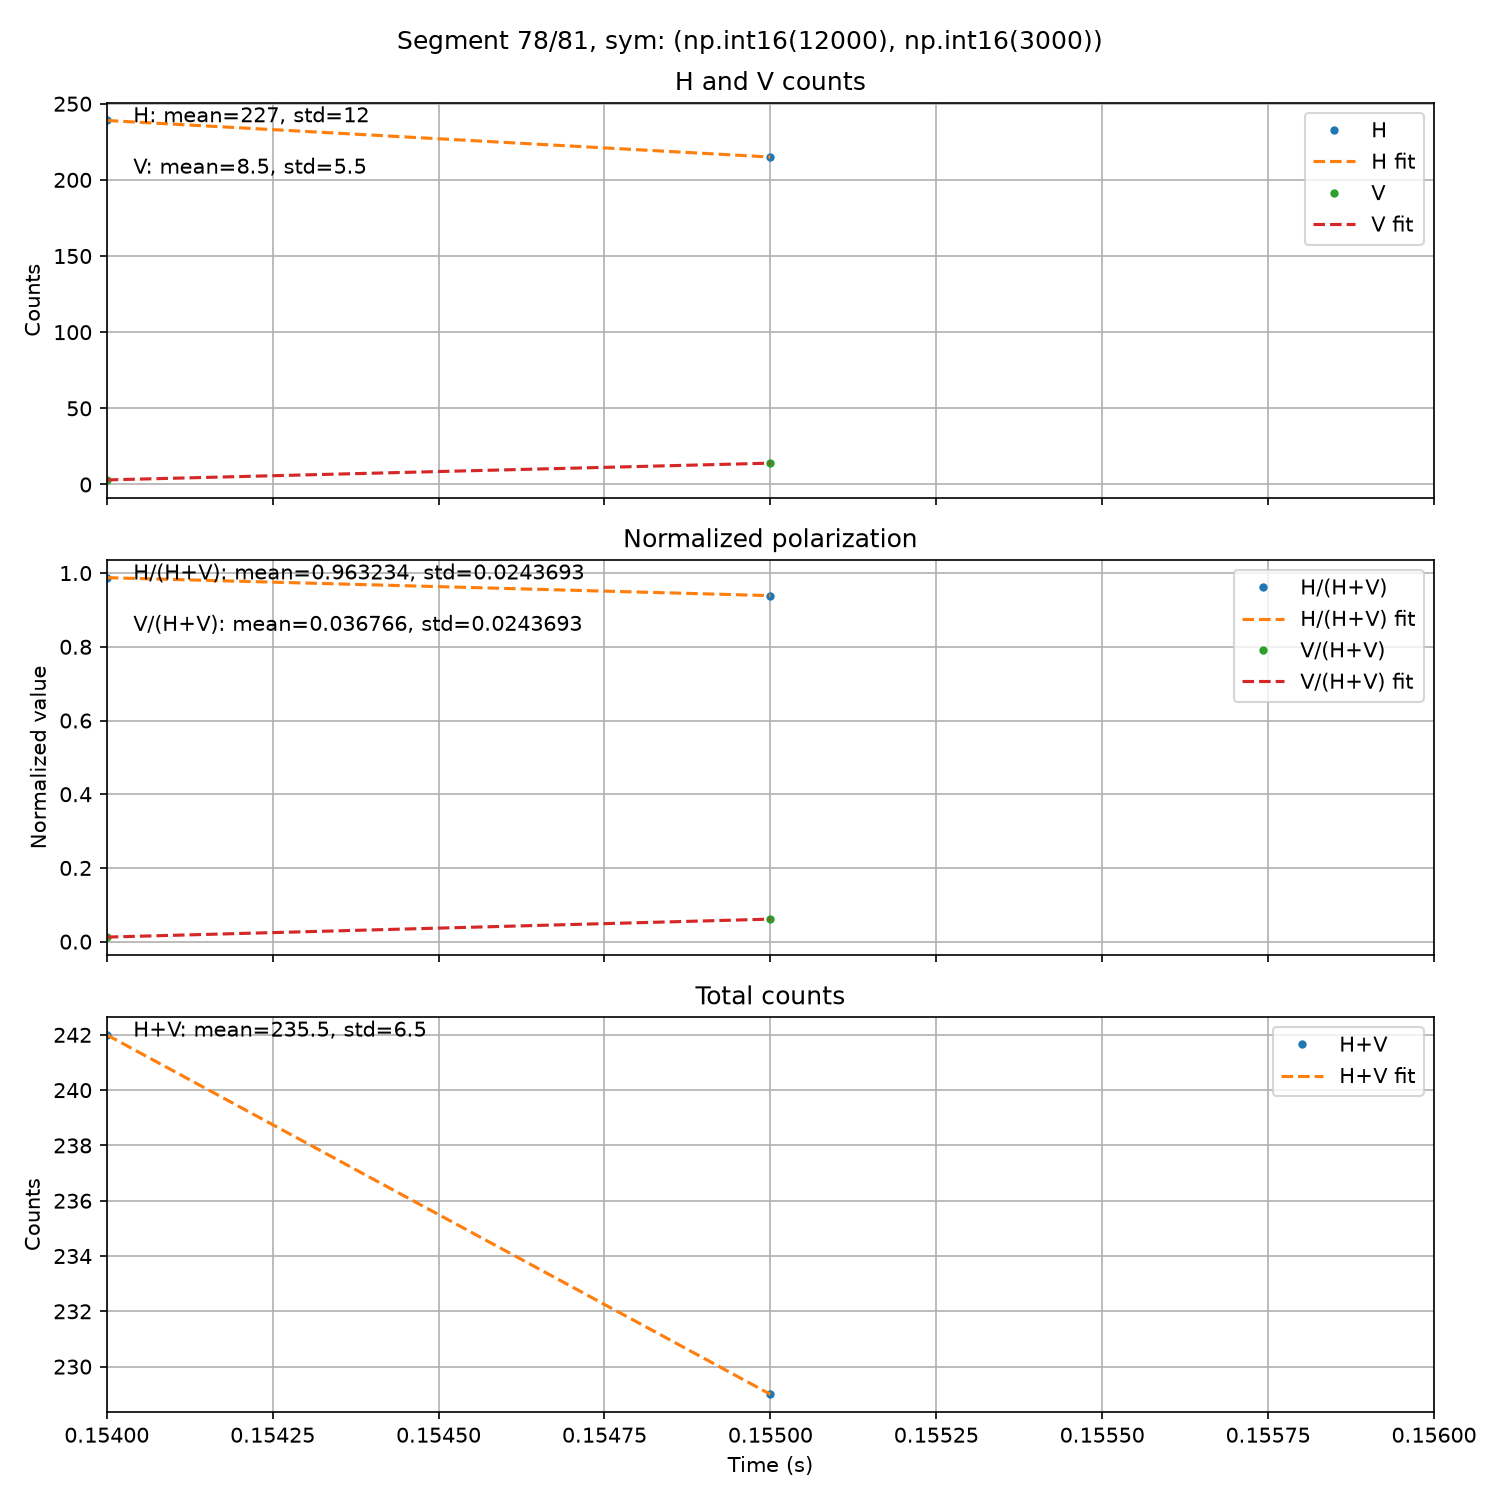 Segment 78/81, sym: (np.int16(12000), np.int16(3000))
H and V counts
250
200
150
100
50
0
Counts
H: mean=227, std=12
V: mean=8.5, std=5.5
H
H fit
V
V fit
Normalized polarization
1.0
0.8
0.6
0.4
0.2
0.0
Normalized value
H/(H+V): mean=0.963234, std=0.0243693
V/(H+V): mean=0.036766, std=0.0243693
H/(H+V)
H/(H+V) fit
V/(H+V)
V/(H+V) fit
Total counts
242
240
238
236
234
232
230
Counts
H+V: mean=235.5, std=6.5
H+V
H+V fit
0.15400 0.15425 0.15450 0.15475 0.15500 0.15525 0.15550 0.15575 0.15600
Time (s)